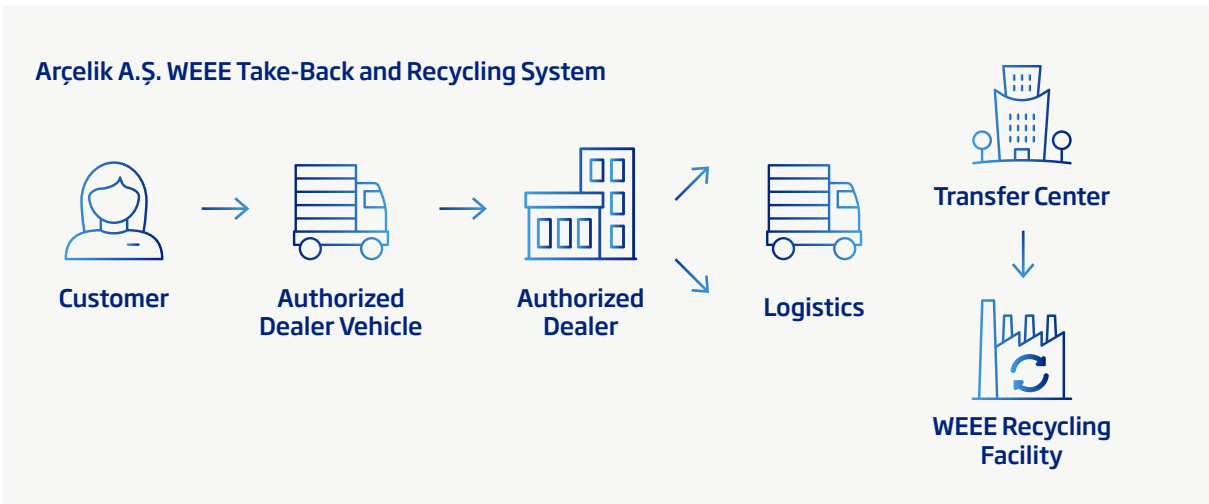 Arçelik A.Ş. WEEE Take-Back and Recycling System
Customer
Authorized
Dealer Vehicle
Authorized
Dealer
Logistics
Transfer Center
WEEE Recycling
Facility